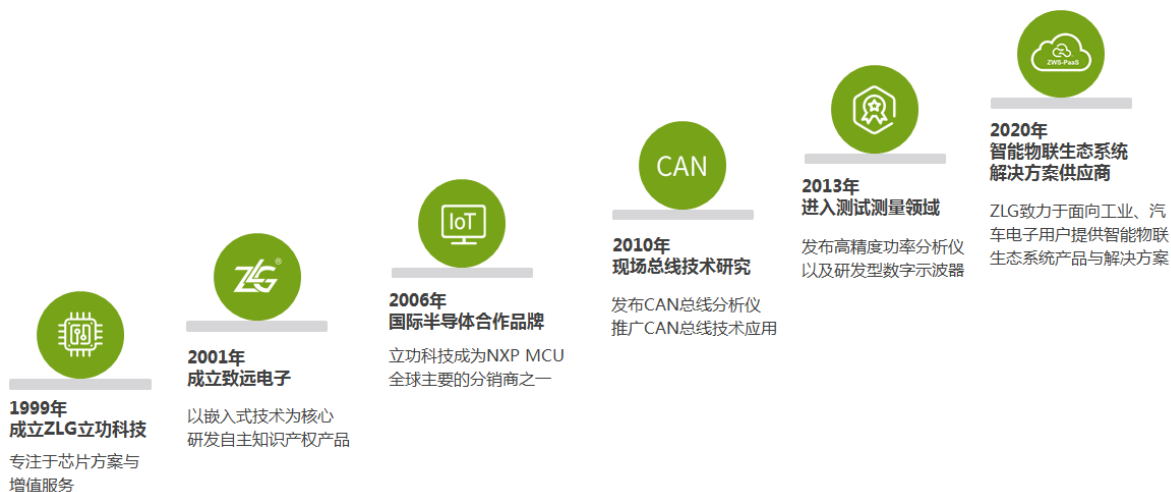 1999年
成立ZLG立功科技
专注于芯片方案与
增值服务
ZLG®
2001年
成立致远电子
以嵌入式技术为核心
研发自主知识产权产品
IoT
2006年
国际半导体合作品牌
立功科技成为NXP MCU
全球主要的分销商之一
CAN
2010年
现场总线技术研究
发布CAN总线分析仪
推广CAN总线技术应用
2013年
进入测试测量领域
发布高精度功率分析仪
以及研发型数字示波器
ZWS-PaaS
2020年
智能物联生态系统
解决方案供应商
ZLG致力于面向工业、汽
车电子用户提供智能物联
生态系统产品与解决方案